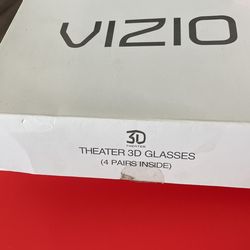 VIZIO
3D
THEATER
THEATER 3D GLASSES
(4 PAIRS INSIDE)